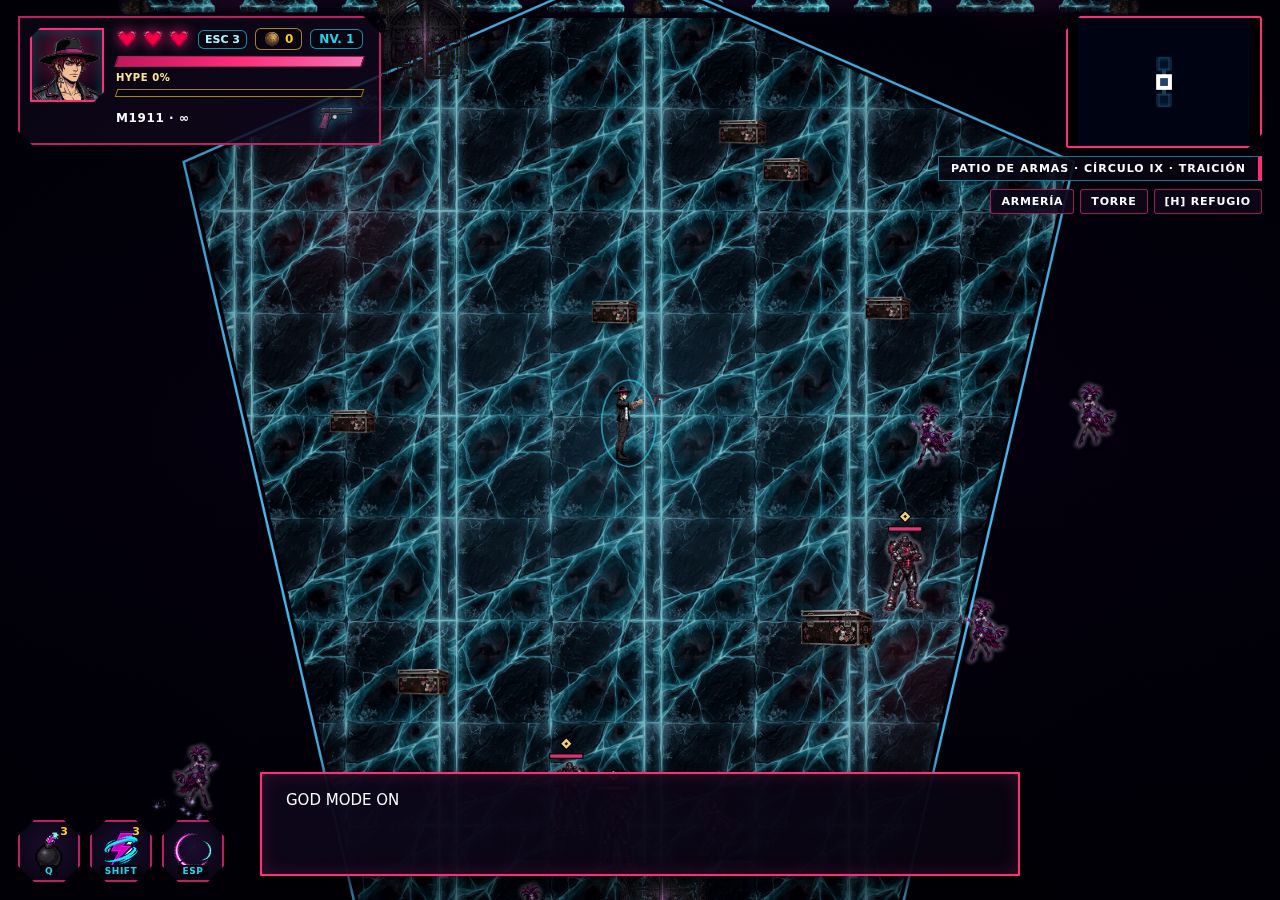 ESC 3
0
NV. 1
HYPE 0%
M1911 · ∞
PATIO DE ARMAS · CÍRCULO IX · TRAICIÓN
ARMERÍA
TORRE
[H] REFUGIO
GOD MODE ON
3
Q
3
SHIFT
ESP